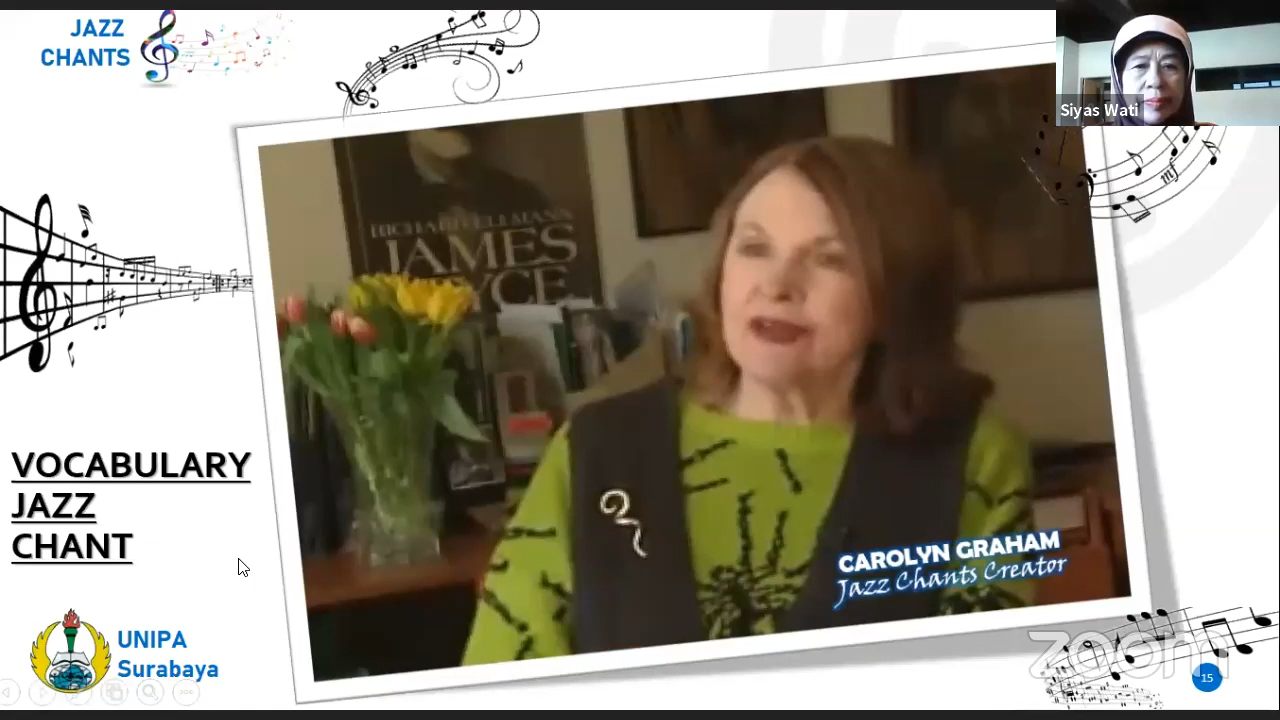 JAZZ
CHANTS
Siyas Wati
RICHARD ELLMANN
JAMES
JOYCE
VOCABULARY
JAZZ
CHANT
CAROLYN GRAHAM
Jazz Chants Creator
UNIPA
Surabaya
zoom
15